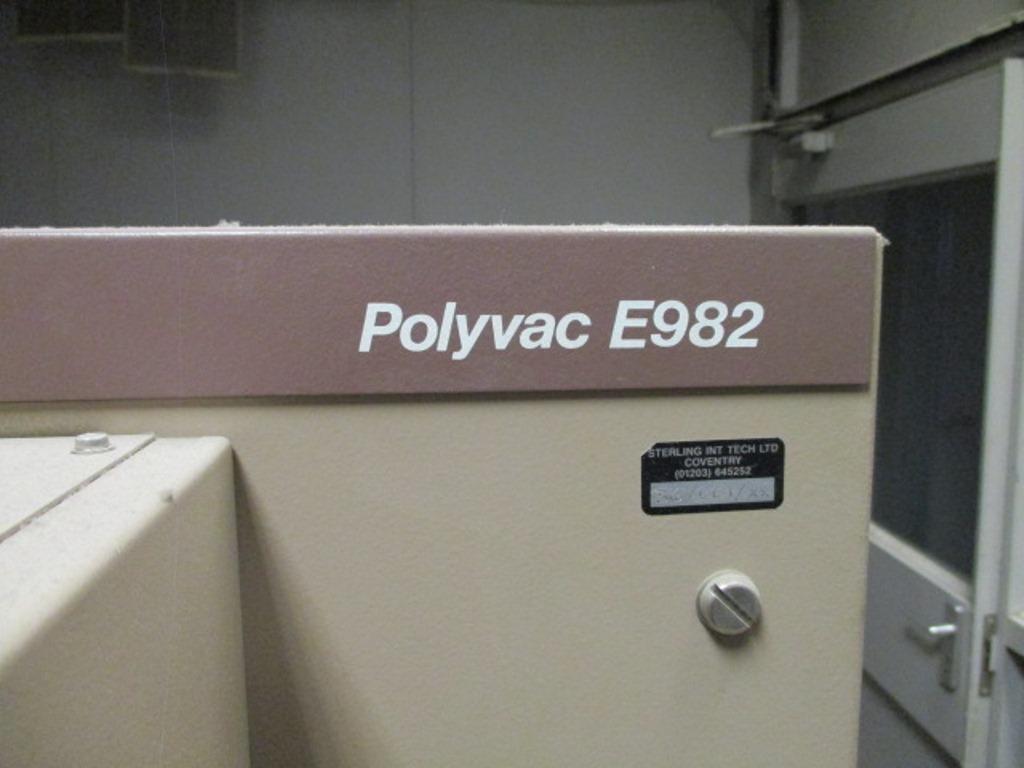 Polyvac E982
STERLING INT TECH LTD
COVENTRY
(01203) 645252